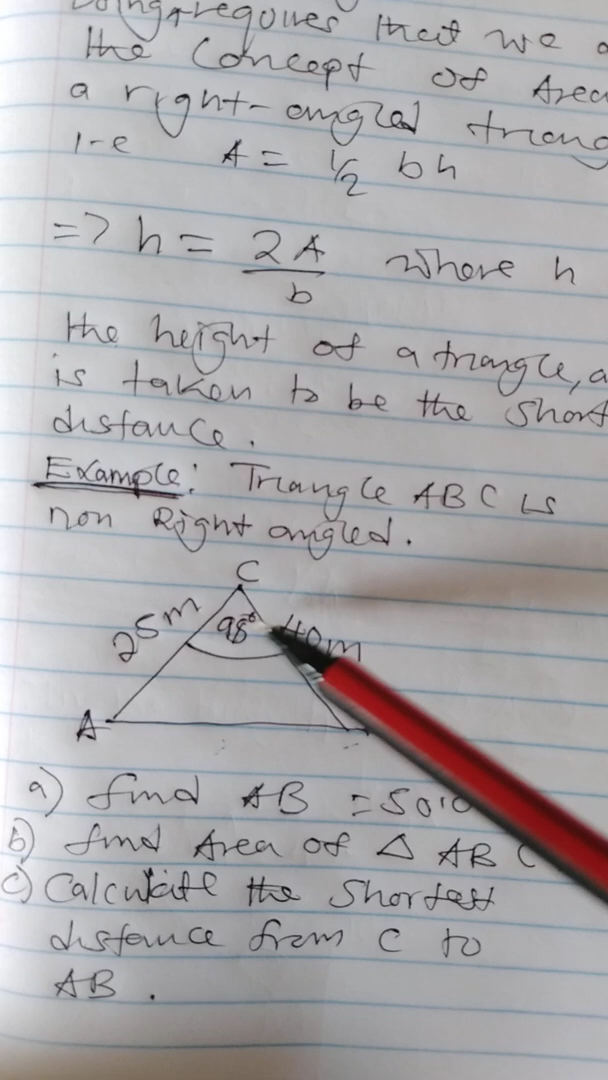 requires that we
the concept of Area
a right-angled triang
i-e A = 1/2 bh
=> h = 2A/b where h
the height of a triangle, a
is taken to be the short
distance.
Example: Triangle ABC is
non Right angled.
C
25m 98° 40m
A
a) find AB = 50.0
b) find Area of Δ ABC
c) Calculate the shortest
distance from C to
AB.